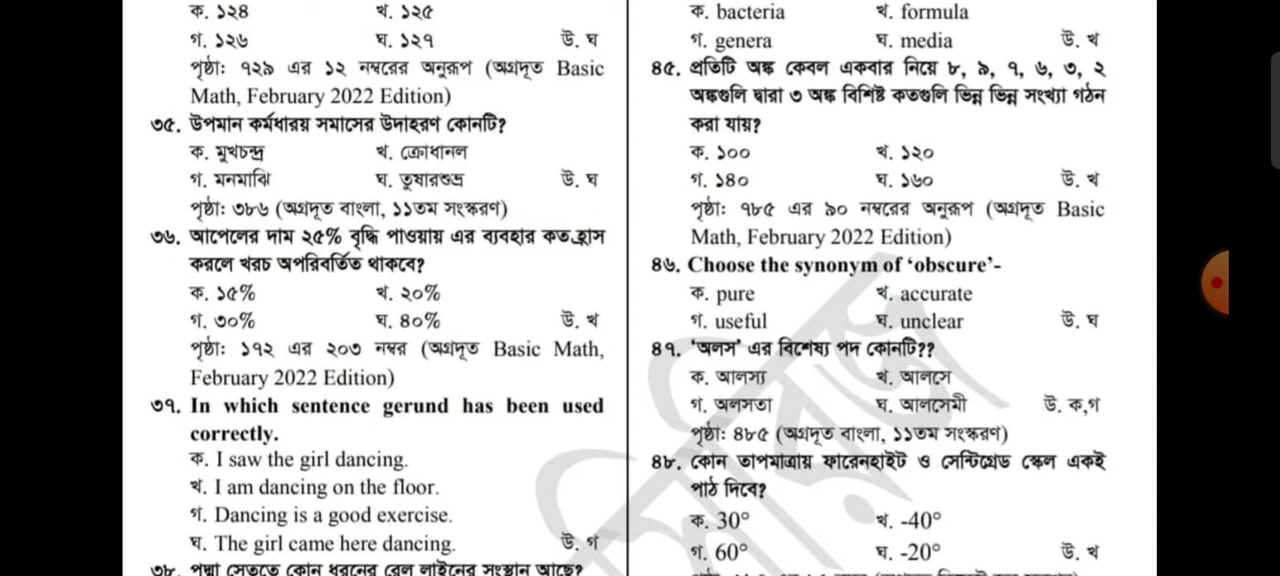 ক. ১২৪ খ. ১২৫
গ. ১২৬ ঘ. ১২৭ উ. ঘ
পৃষ্ঠা: ৭২৯ এর ১২ নম্বরের অনুরূপ (অগ্রদূত Basic
Math, February 2022 Edition)
৩৫. উপমান কর্মধারয় সমাসের উদাহরণ কোনটি?
ক. মুখচন্দ্র খ. ক্রোধানল
গ. মনমাঝি ঘ. তুষারশুভ্র উ. ঘ
পৃষ্ঠা: ৩৮৬ (অগ্রদূত বাংলা, ১১তম সংস্করণ)
৩৬. আপেলের দাম ২৫% বৃদ্ধি পাওয়ায় এর ব্যবহার কত হ্রাস
করলে খরচ অপরিবর্তিত থাকবে?
ক. ১৫% খ. ২০%
গ. ৩০% ঘ. ৪০% উ. খ
পৃষ্ঠা: ১৭২ এর ২০৩ নম্বর (অগ্রদূত Basic Math,
February 2022 Edition)
৩৭. In which sentence gerund has been used
correctly.
ক. I saw the girl dancing.
খ. I am dancing on the floor.
গ. Dancing is a good exercise.
ঘ. The girl came here dancing. উ. গ
৩৮. পদ্মা সেতুতে কোন ধরনের রেল লাইনের সংস্থান আছে?
ক. bacteria খ. formula
গ. genera ঘ. media উ. খ
৪৫. প্রতিটি অঙ্ক কেবল একবার নিয়ে ৮, ৯, ৭, ৬, ৩, ২
অঙ্কগুলি দ্বারা ৩ অঙ্ক বিশিষ্ট কতগুলি ভিন্ন ভিন্ন সংখ্যা গঠন
করা যায়?
ক. ১০০ খ. ১২০
গ. ১৪০ ঘ. ১৬০ উ. খ
পৃষ্ঠা: ৭৮৫ এর ৯০ নম্বরের অনুরূপ (অগ্রদূত Basic
Math, February 2022 Edition)
৪৬. Choose the synonym of ‘obscure’-
ক. pure খ. accurate
গ. useful ঘ. unclear উ. ঘ
৪৭. ‘অলস’ এর বিশেষ্য পদ কোনটি??
ক. আলস্য খ. আলসে
গ. অলসতা ঘ. আলসেমী উ. ক,গ
পৃষ্ঠা: ৪৮৫ (অগ্রদূত বাংলা, ১১তম সংস্করণ)
৪৮. কোন তাপমাত্রায় ফারেনহাইট ও সেন্টিগ্রেড স্কেল একই
পাঠ দিবে?
ক. 30° খ. -40°
গ. 60° ঘ. -20° উ. খ